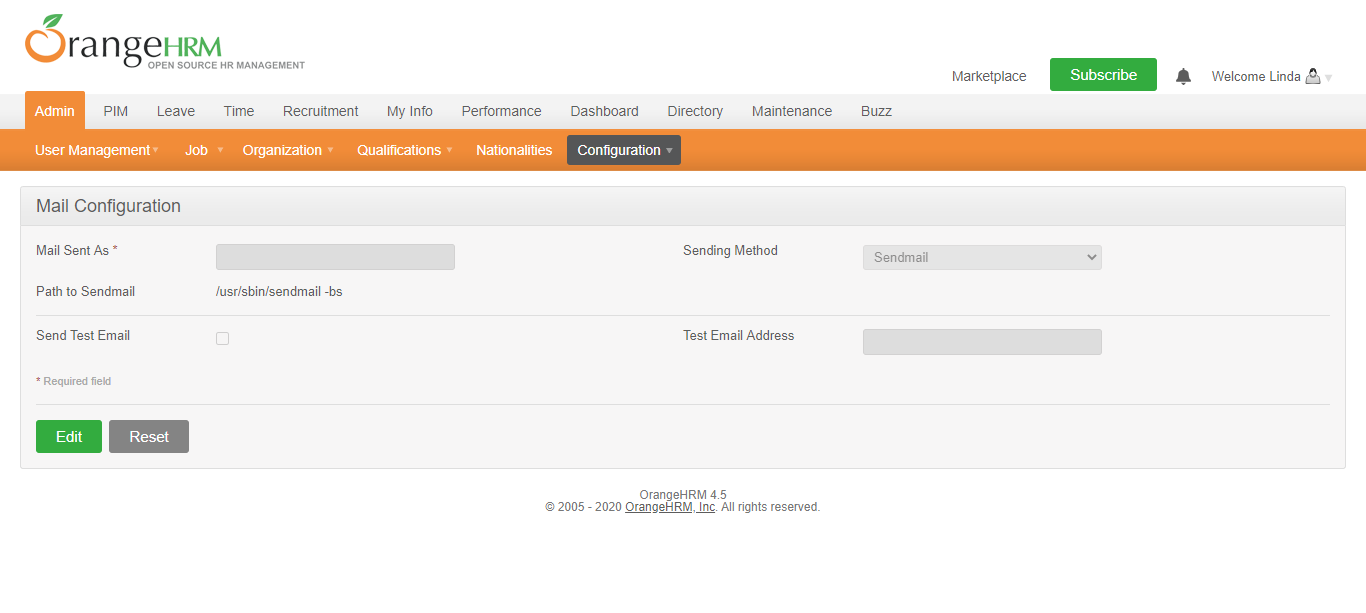 OrangeHRM
OPEN SOURCE HR MANAGEMENT
Marketplace Subscribe Welcome Linda
Admin PIM Leave Time Recruitment My Info Performance Dashboard Directory Maintenance Buzz
User Management Job Organization Qualifications Nationalities Configuration
Mail Configuration
Mail Sent As * Sending Method Sendmail
Path to Sendmail /usr/sbin/sendmail -bs
Send Test Email Test Email Address
* Required field
Edit Reset
OrangeHRM 4.5
© 2005 - 2020 OrangeHRM, Inc. All rights reserved.